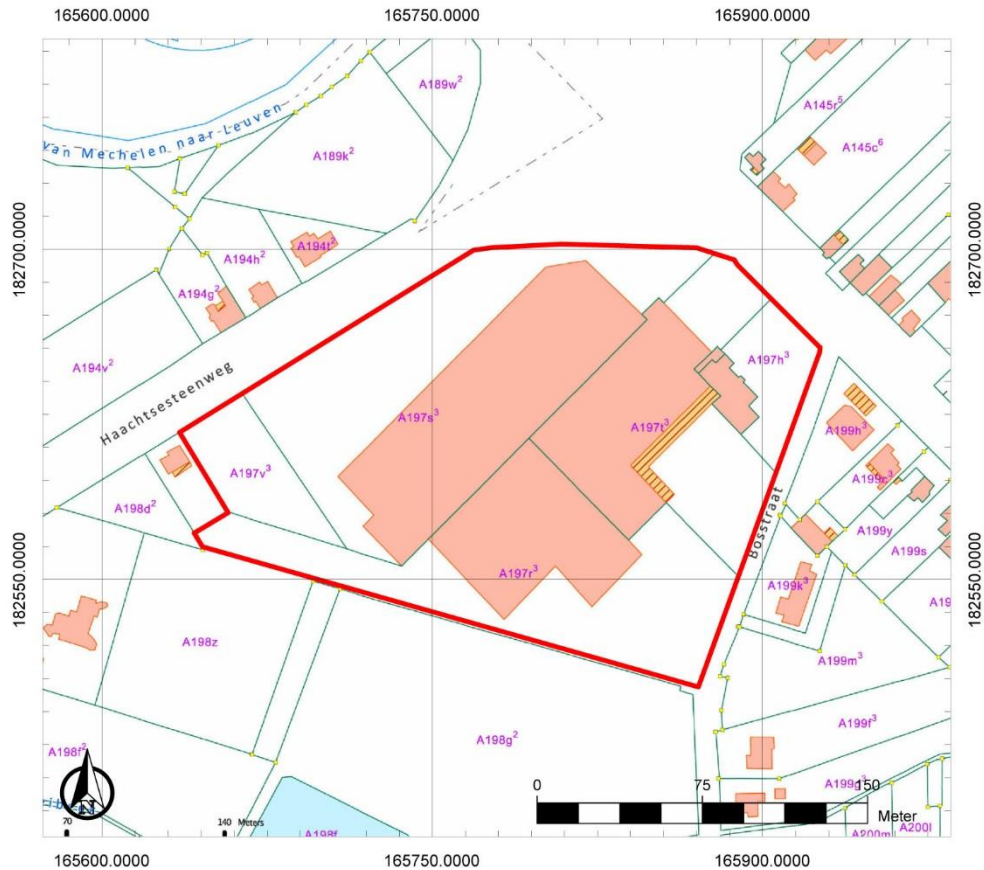 165600.0000 165750.0000 165900.0000
A189w²
A145r⁵
van Mechelen naar Leuven
A145c⁶
A189k²
182700.0000
182700.0000
A194t²
A194h²
A194g²
A194v²
A197h³
Haachtsesteenweg
A197s³
A197t³
A199h³
A197v³
A199c³
A198d²
Bosstraat
A199y
A199s
182550.0000
182550.0000
A197r³
A199k³
A19
A198z
A199m³
A199f³
A198g²
A198f²
A199g³
0 75 150
Meter
70 140 Meters
A198f
A200m
A200l
165600.0000 165750.0000 165900.0000